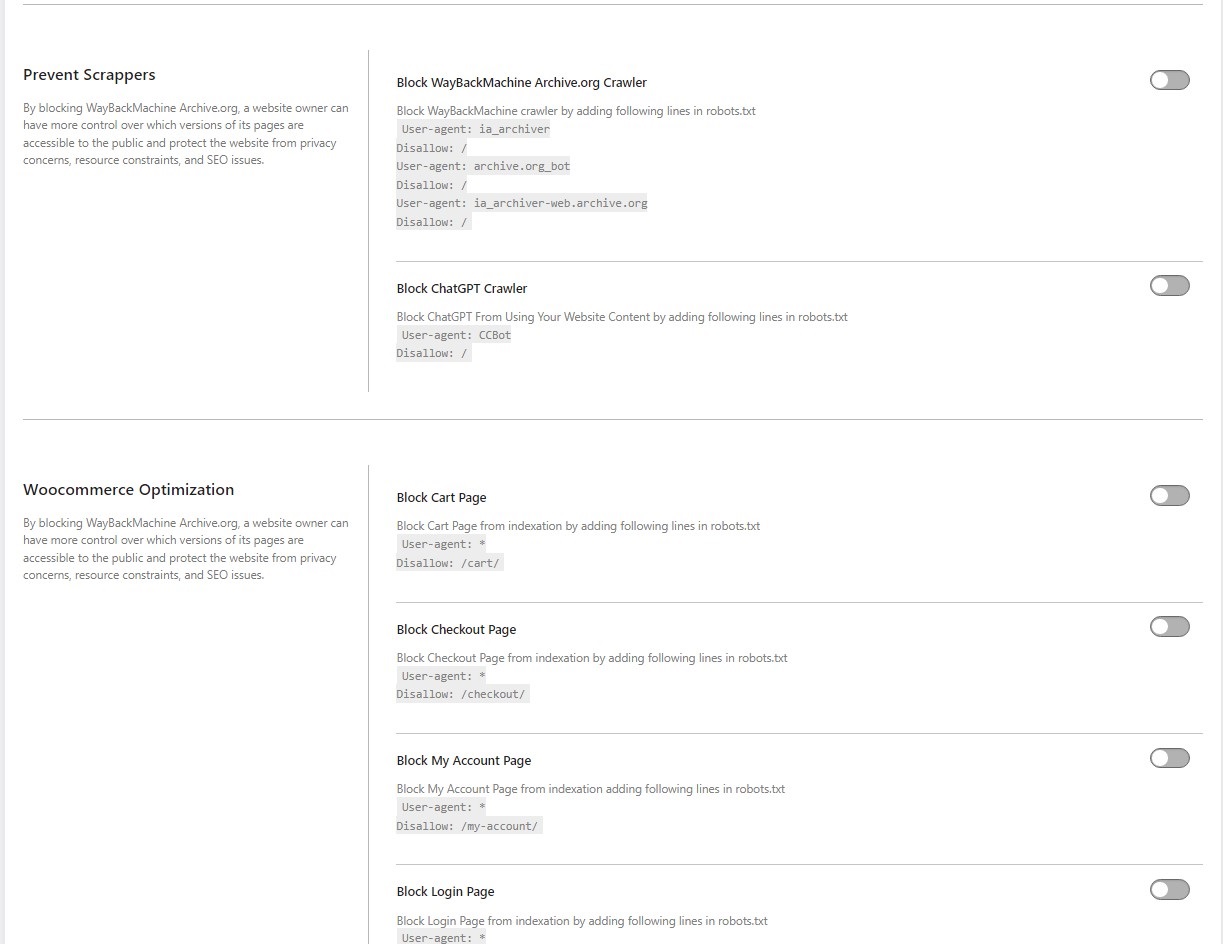 Prevent Scrappers
By blocking WayBackMachine Archive.org, a website owner can
have more control over which versions of its pages are
accessible to the public and protect the website from privacy
concerns, resource constraints, and SEO issues.
Block WayBackMachine Archive.org Crawler
Block WayBackMachine crawler by adding following lines in robots.txt
User-agent: ia_archiver
Disallow: /
User-agent: archive.org_bot
Disallow: /
User-agent: ia_archiver-web.archive.org
Disallow: /
Block ChatGPT Crawler
Block ChatGPT From Using Your Website Content by adding following lines in robots.txt
User-agent: CCBot
Disallow: /
Woocommerce Optimization
By blocking WayBackMachine Archive.org, a website owner can
have more control over which versions of its pages are
accessible to the public and protect the website from privacy
concerns, resource constraints, and SEO issues.
Block Cart Page
Block Cart Page from indexation by adding following lines in robots.txt
User-agent: *
Disallow: /cart/
Block Checkout Page
Block Checkout Page from indexation by adding following lines in robots.txt
User-agent: *
Disallow: /checkout/
Block My Account Page
Block My Account Page from indexation adding following lines in robots.txt
User-agent: *
Disallow: /my-account/
Block Login Page
Block Login Page from indexation by adding following lines in robots.txt
User-agent: *